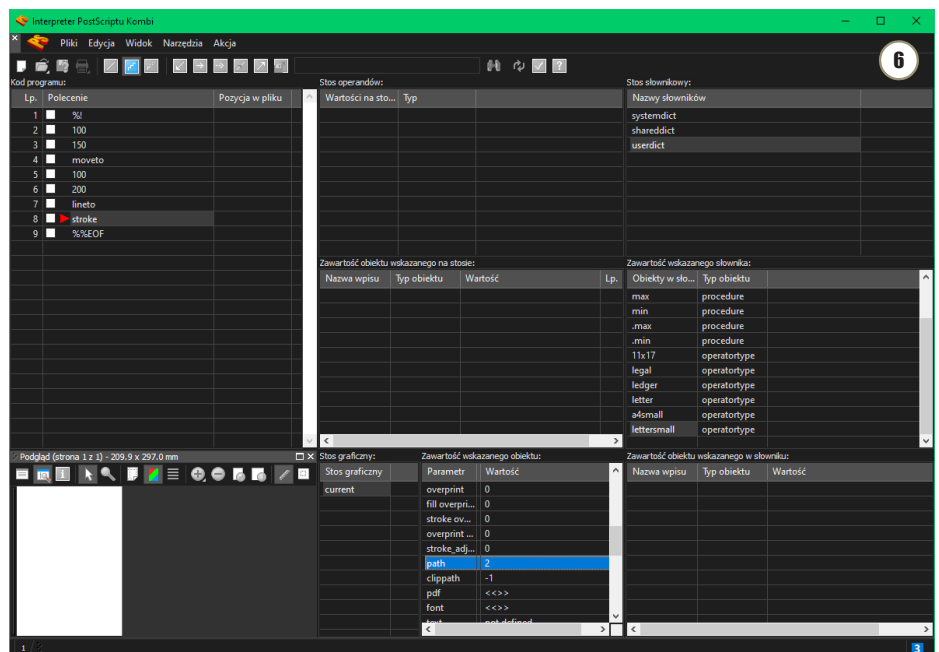 Interpreter PostScriptu Kombi
Pliki Edycja Widok Narzędzia Akcja
6
Kod programu:
Lp. Polecenie Pozycja w pliku
1 %!
2 100
3 150
4 moveto
5 100
6 200
7 lineto
8 stroke
9 %%EOF
Stos operandów:
Wartości na sto... Typ
Stos słownikowy:
Nazwy słowników
systemdict
shareddict
userdict
Zawartość obiektu wskazanego na stosie:
Nazwa wpisu Typ obiektu Wartość Lp.
Zawartość wskazanego słownika:
Obiekty w sło... Typ obiektu
max procedure
min procedure
.max procedure
.min procedure
11x17 operatortype
legal operatortype
ledger operatortype
letter operatortype
a4small operatortype
lettersmall operatortype
Podgląd (strona 1 z 1) - 209.9 x 297.0 mm
Stos graficzny:
Stos graficzny
current
Zawartość wskazanego obiektu:
Parametr Wartość
overprint 0
fill overpri... 0
stroke ov... 0
overprint ... 0
stroke_adj... 0
path 2
clippath -1
pdf <<>>
font <<>>
text not defined
Zawartość obiektu wskazanego w słowniku:
Nazwa wpisu Typ obiektu Wartość
1
3